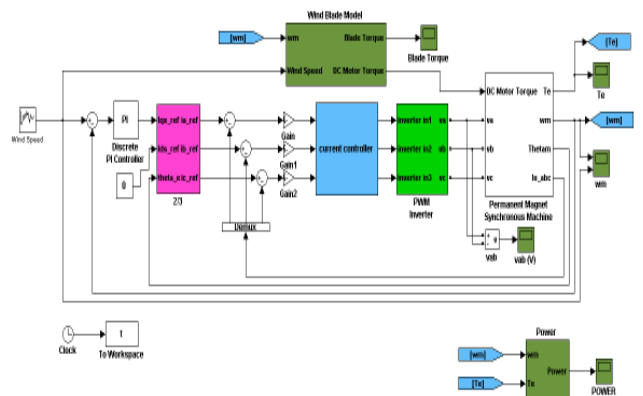 Wind Blade Model
[wm]
wm
Blade Torque
Wind Speed
DC Motor Torque
Blade Torque
[Te]
Te
DC Motor Torque
Te
va
wm
[wm]
vb
Thetam
vc
Ia_abc
wm
Permanent Magnet
Synchronous Machine
Wind Speed
PI
Discrete
PI Controller
0
iqs_ref ia_ref
ids_ref ib_ref
ic_ref
2/3
Gain
Gain1
Gain2
current controller
inverter in1 va
inverter in2 vb
inverter in3 vc
PWM
Inverter
Demux
+
-
v
vab
vab (V)
Clock
t
To Workspace
Power
[wm]
wm
Power
[Te]
Te
POWER